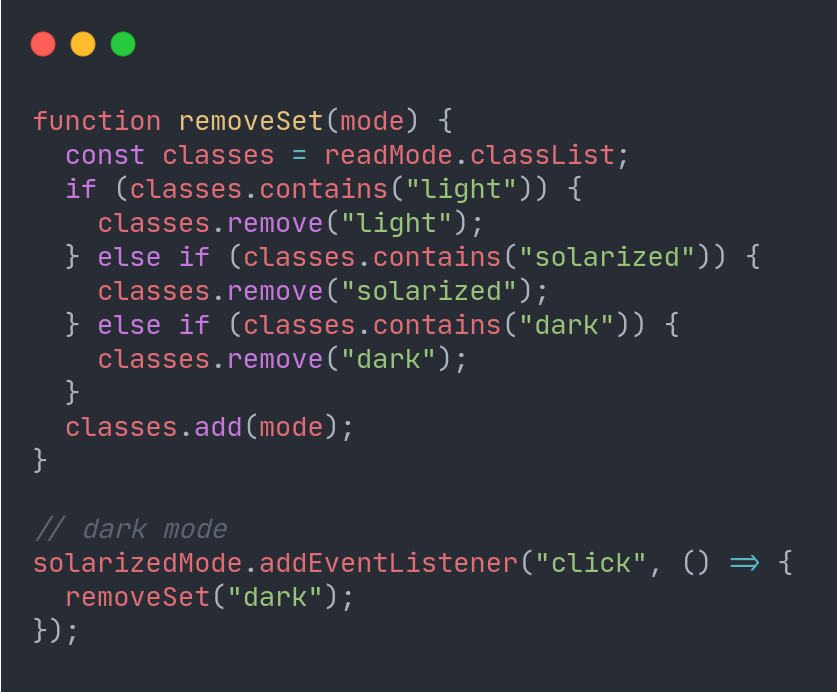 function removeSet(mode) {
  const classes = readMode.classList;
  if (classes.contains("light")) {
    classes.remove("light");
  } else if (classes.contains("solarized")) {
    classes.remove("solarized");
  } else if (classes.contains("dark")) {
    classes.remove("dark");
  }
  classes.add(mode);
}

// dark mode
solarizedMode.addEventListener("click", () => {
  removeSet("dark");
});